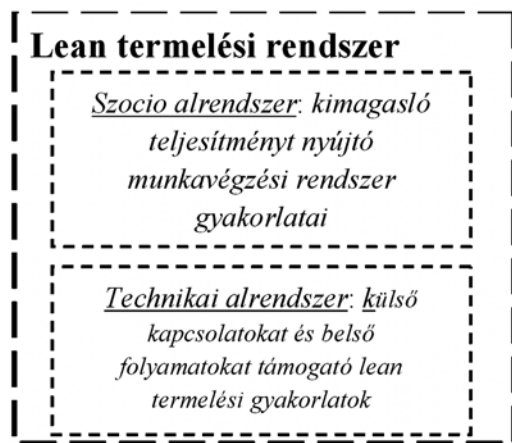 Lean termelési rendszer
Szocio alrendszer: kimagasló
teljesítményt nyújtó
munkavégzési rendszer
gyakorlatai
Technikai alrendszer: külső
kapcsolatokat és belső
folyamatokat támogató lean
termelési gyakorlatok